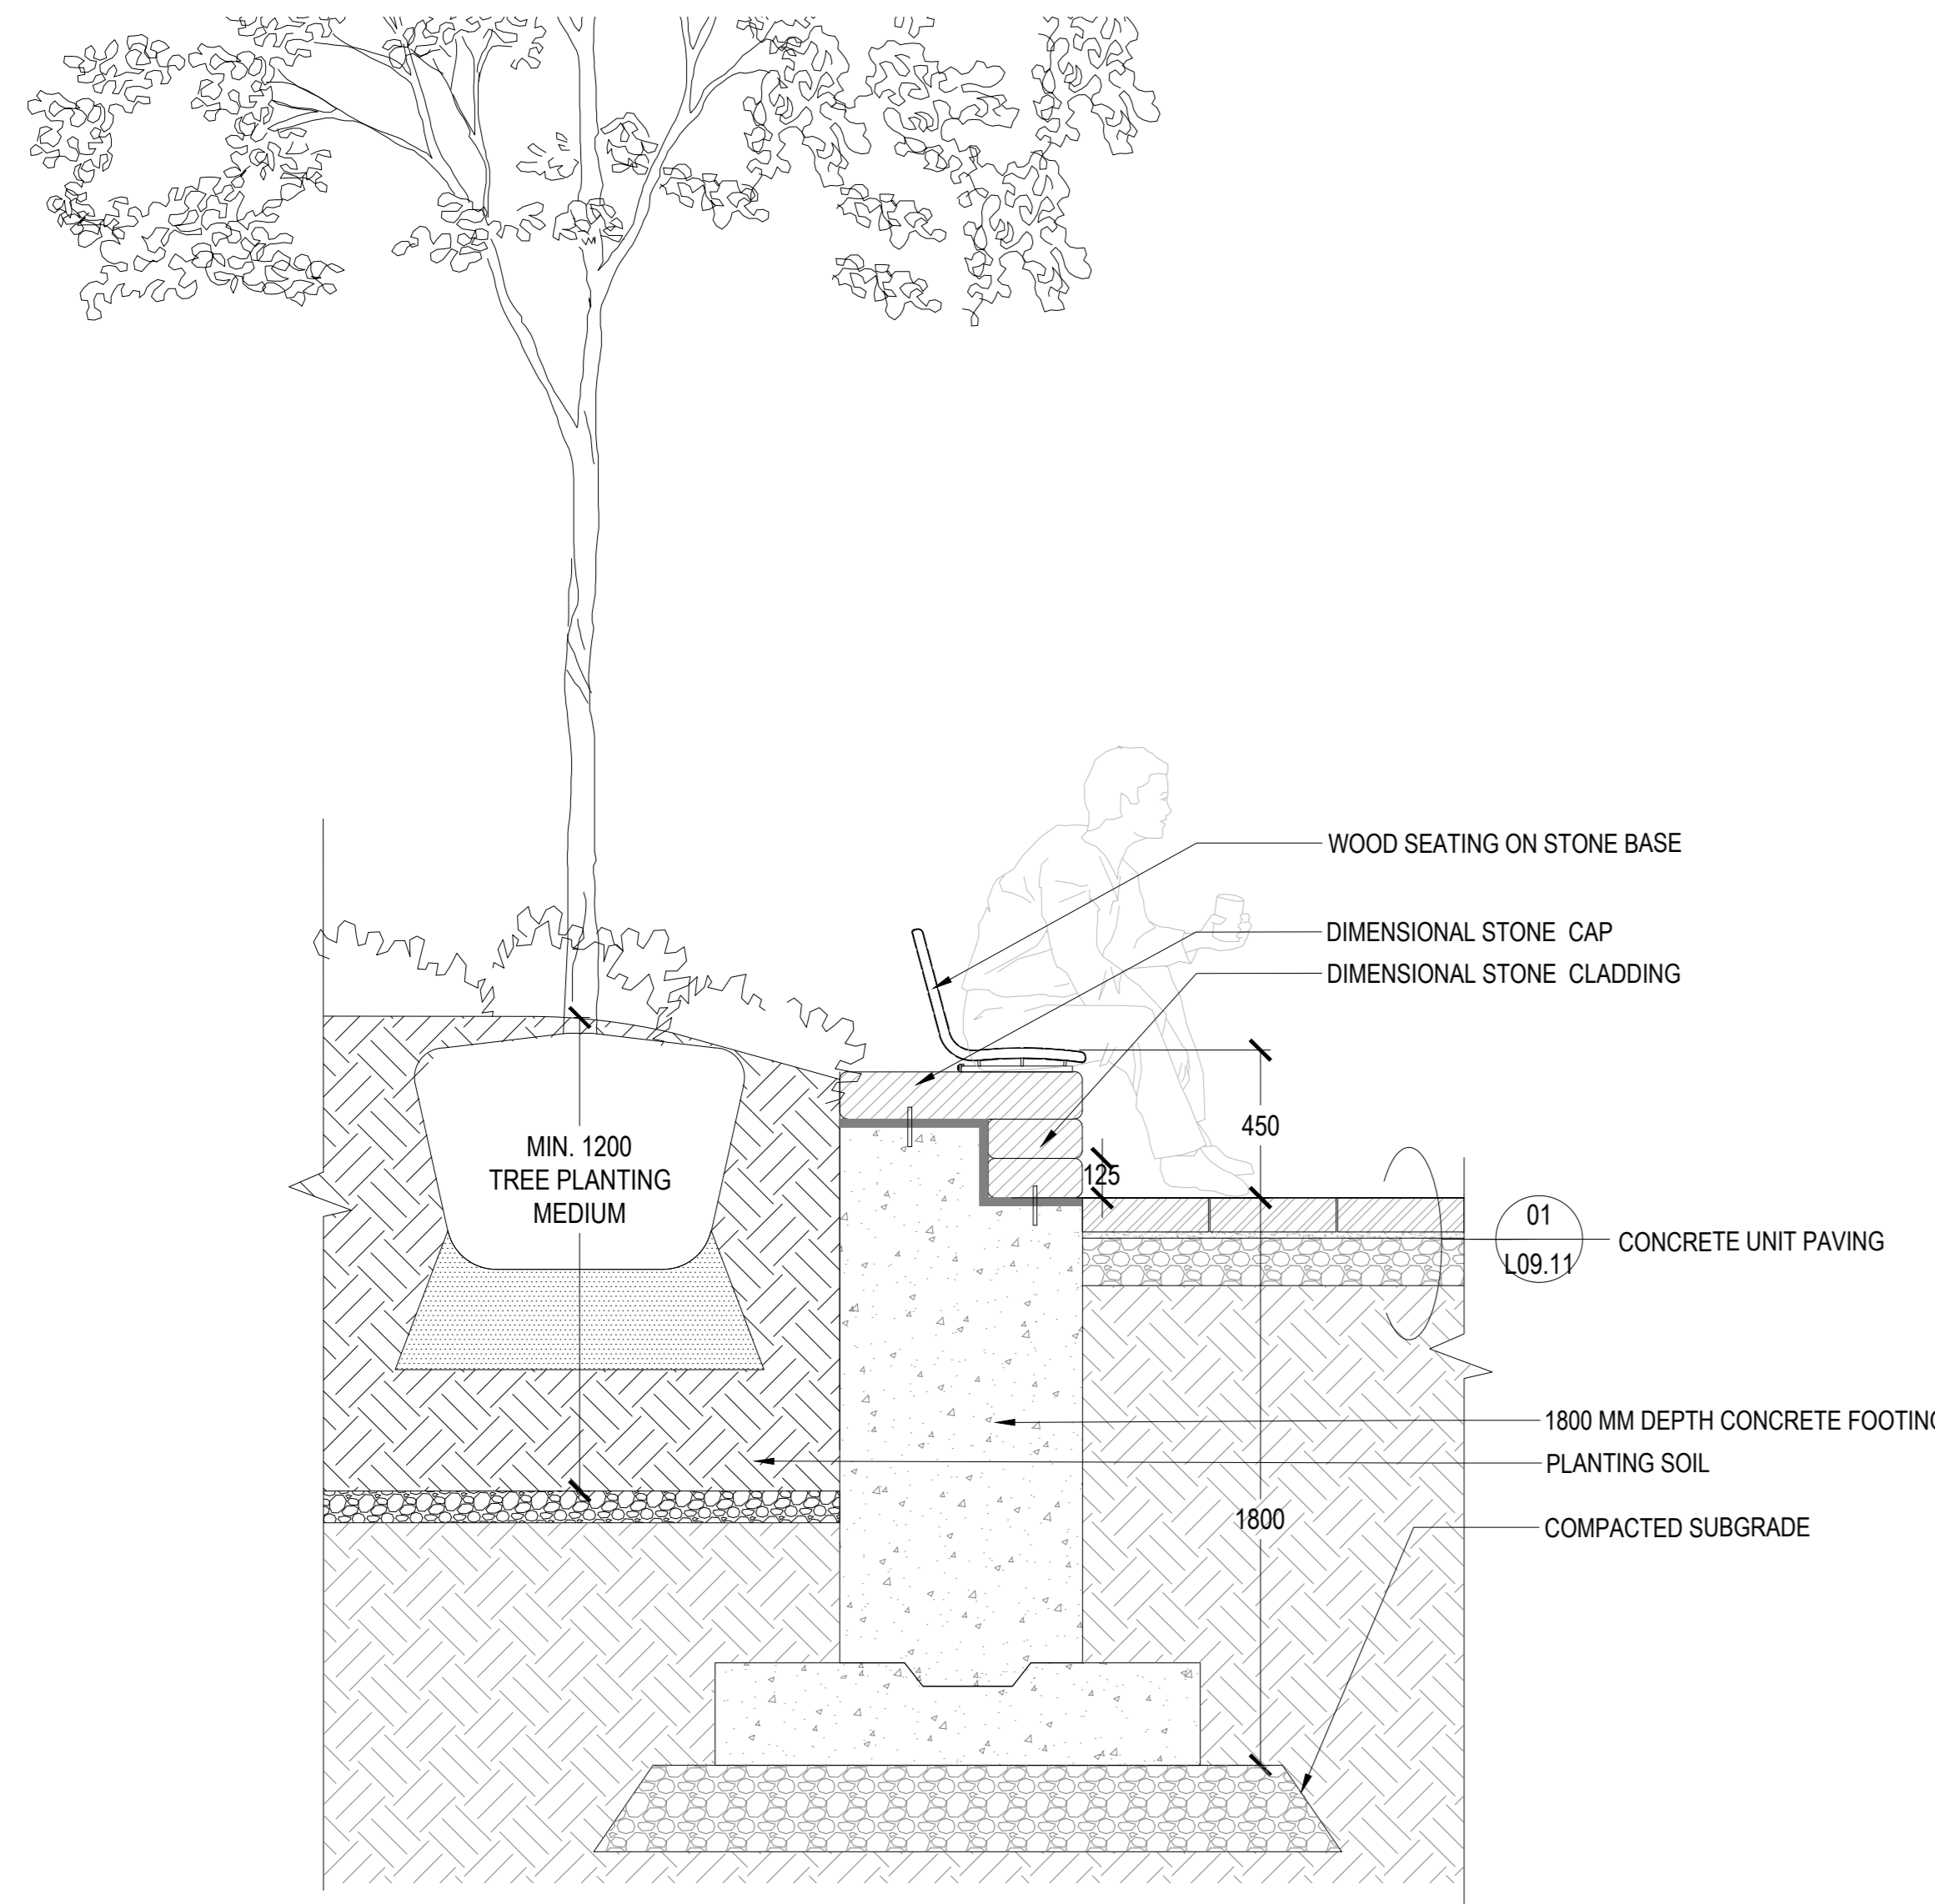 WOOD SEATING ON STONE BASE
DIMENSIONAL STONE CAP
DIMENSIONAL STONE CLADDING
450
MIN. 1200
TREE PLANTING
MEDIUM
125
01
L09.11
CONCRETE UNIT PAVING
1800 MM DEPTH CONCRETE FOOTING
PLANTING SOIL
1800
COMPACTED SUBGRADE